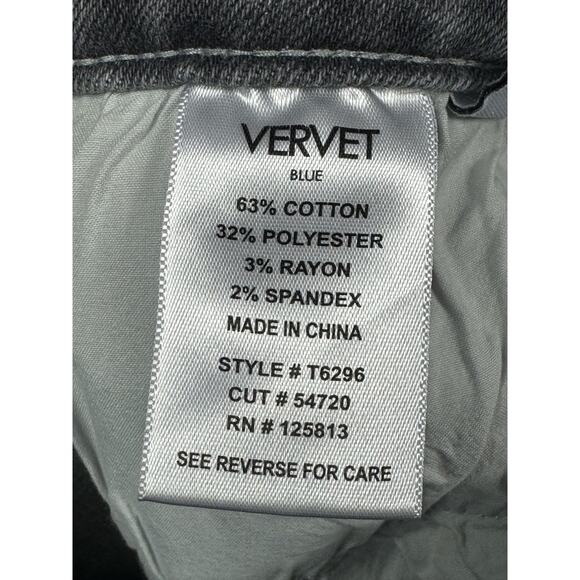 VERVET
BLUE
63% COTTON
32% POLYESTER
3% RAYON
2% SPANDEX
MADE IN CHINA
STYLE # T6296
CUT # 54720
RN # 125813
SEE REVERSE FOR CARE